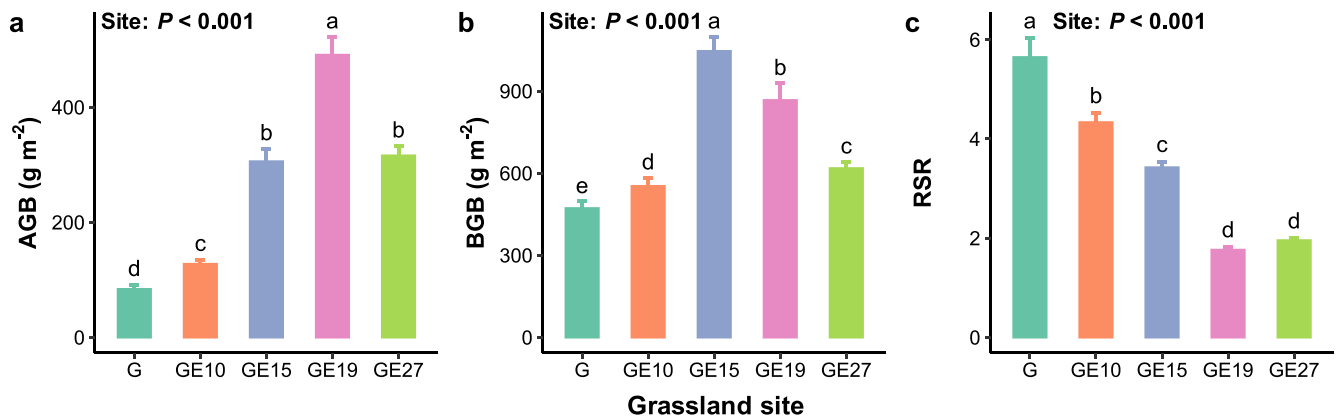 a
Site: P < 0.001
AGB (g m⁻²)
400
200
0
d
c
b
a
b
G GE10 GE15 GE19 GE27
b
Site: P < 0.001
BGB (g m⁻²)
900
600
300
0
e
d
a
b
c
G GE10 GE15 GE19 GE27
c
Site: P < 0.001
RSR
6
4
2
0
a
b
c
d
d
G GE10 GE15 GE19 GE27
Grassland site